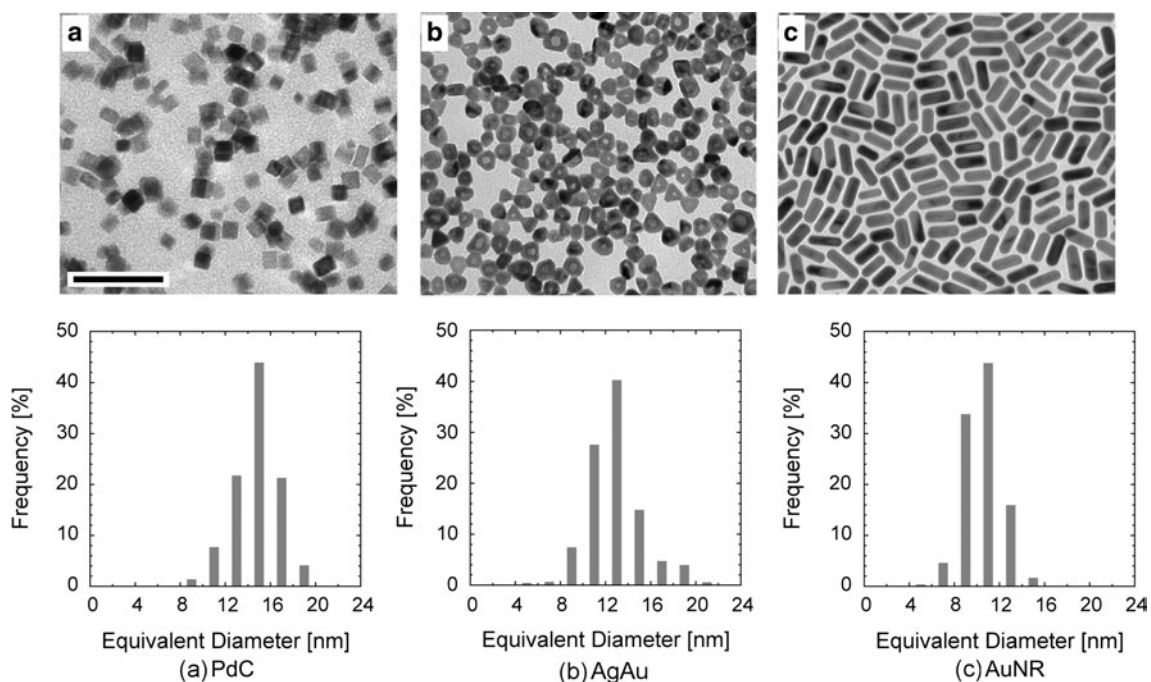 a
b
c
50
40
30
20
10
0
Frequency [%]
0 4 8 12 16 20 24
Equivalent Diameter [nm]
(a) PdC
50
40
30
20
10
0
Frequency [%]
0 4 8 12 16 20 24
Equivalent Diameter [nm]
(b) AgAu
50
40
30
20
10
0
Frequency [%]
0 4 8 12 16 20 24
Equivalent Diameter [nm]
(c) AuNR